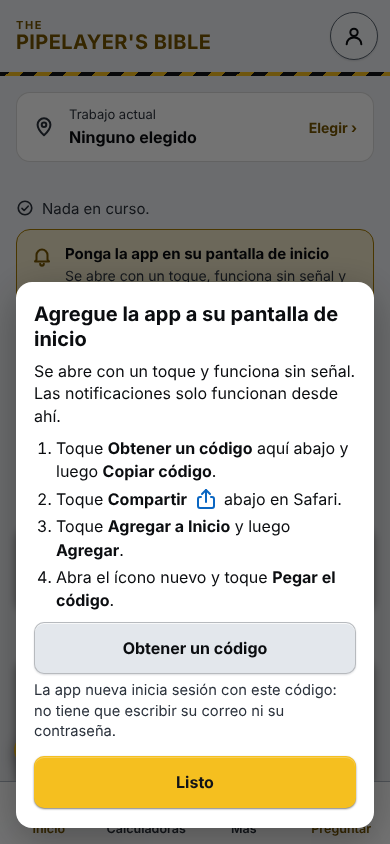 THE
PIPELAYER'S BIBLE
Trabajo actual
Ninguno elegido
Elegir ›
Nada en curso.
Ponga la app en su pantalla de inicio
Se abre con un toque, funciona sin señal y
Agregue la app a su pantalla de
inicio
Se abre con un toque y funciona sin señal.
Las notificaciones solo funcionan desde
ahí.
1. Toque Obtener un código aquí abajo y
luego Copiar código.
2. Toque Compartir abajo en Safari.
3. Toque Agregar a Inicio y luego
Agregar.
4. Abra el ícono nuevo y toque Pegar el
código.
Obtener un código
La app nueva inicia sesión con este código:
no tiene que escribir su correo ni su
contraseña.
Listo
Inicio Calculadoras Más Preguntar